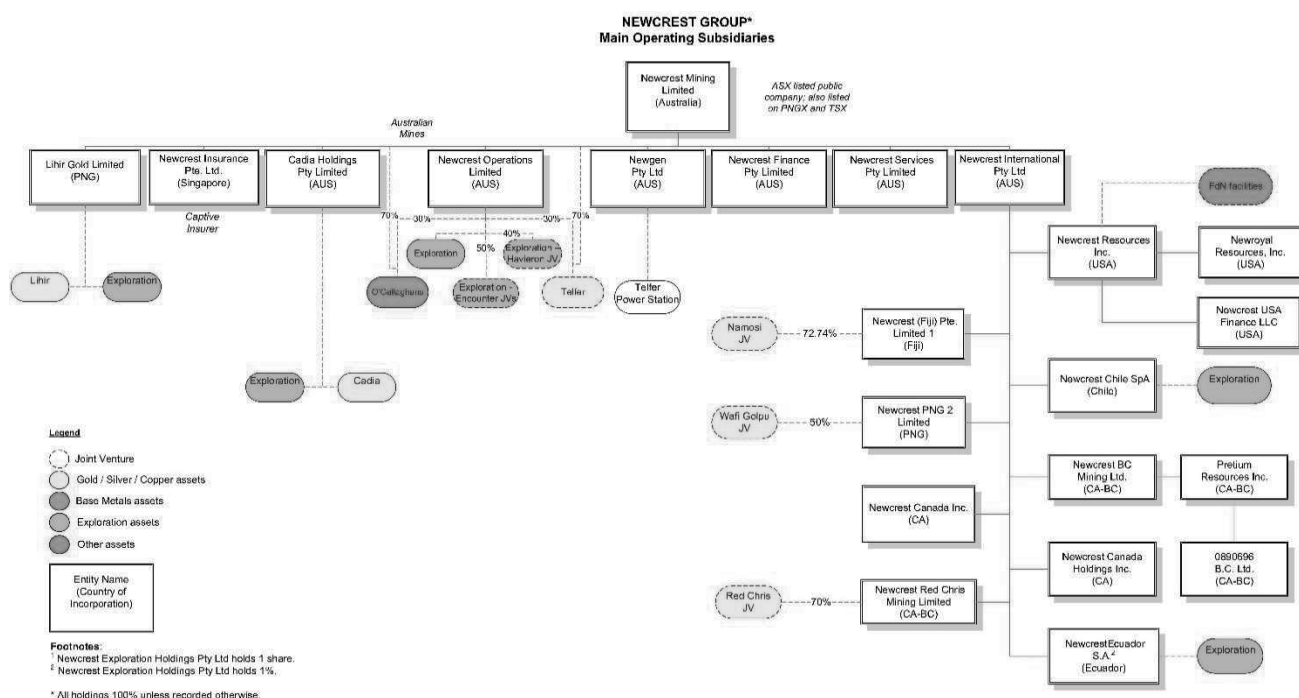 NEWCREST GROUP*
Main Operating Subsidiaries
Newcrest Mining
Limited
(Australia)
ASX listed public
company; also listed
on PNGX and TSX
Australian
Mines
Lihir Gold Limited
(PNG)
Newcrest Insurance
Pte. Ltd.
(Singapore)
Cadia Holdings
Pty Limited
(AUS)
Newcrest Operations
Limited
(AUS)
Newgen
Pty Ltd
(AUS)
Newcrest Finance
Pty Limited
(AUS)
Newcrest Services
Pty Limited
(AUS)
Newcrest International
Pty Ltd
(AUS)
Captive
Insurer
70%
30%
30%
70%
40%
50%
FdN facilities
Lihir
Exploration
O'Callaghans
Exploration
Exploration -
Encounter JVs
Exploration –
Havieron JV
Telfer
Telfer
Power Station
Newcrest Resources
Inc.
(USA)
Newroyal
Resources, Inc.
(USA)
Newcrest USA
Finance LLC
(USA)
Namosi
JV
72.74%
Newcrest (Fiji) Pte.
Limited 1
(Fiji)
Exploration
Cadia
Newcrest Chile SpA
(Chile)
Exploration
Wafi Golpu
JV
50%
Newcrest PNG 2
Limited
(PNG)
Newcrest BC
Mining Ltd.
(CA-BC)
Pretium
Resources Inc.
(CA-BC)
Newcrest Canada Inc.
(CA)
Newcrest Canada
Holdings Inc.
(CA)
0890696
B.C. Ltd.
(CA-BC)
Red Chris
JV
70%
Newcrest Red Chris
Mining Limited
(CA-BC)
NewcrestEcuador
S.A.²
(Ecuador)
Exploration
Legend
Joint Venture
Gold / Silver / Copper assets
Base Metals assets
Exploration assets
Other assets
Entity Name
(Country of
Incorporation)
Footnotes:
¹ Newcrest Exploration Holdings Pty Ltd holds 1 share.
² Newcrest Exploration Holdings Pty Ltd holds 1%.
* All holdings 100% unless recorded otherwise.